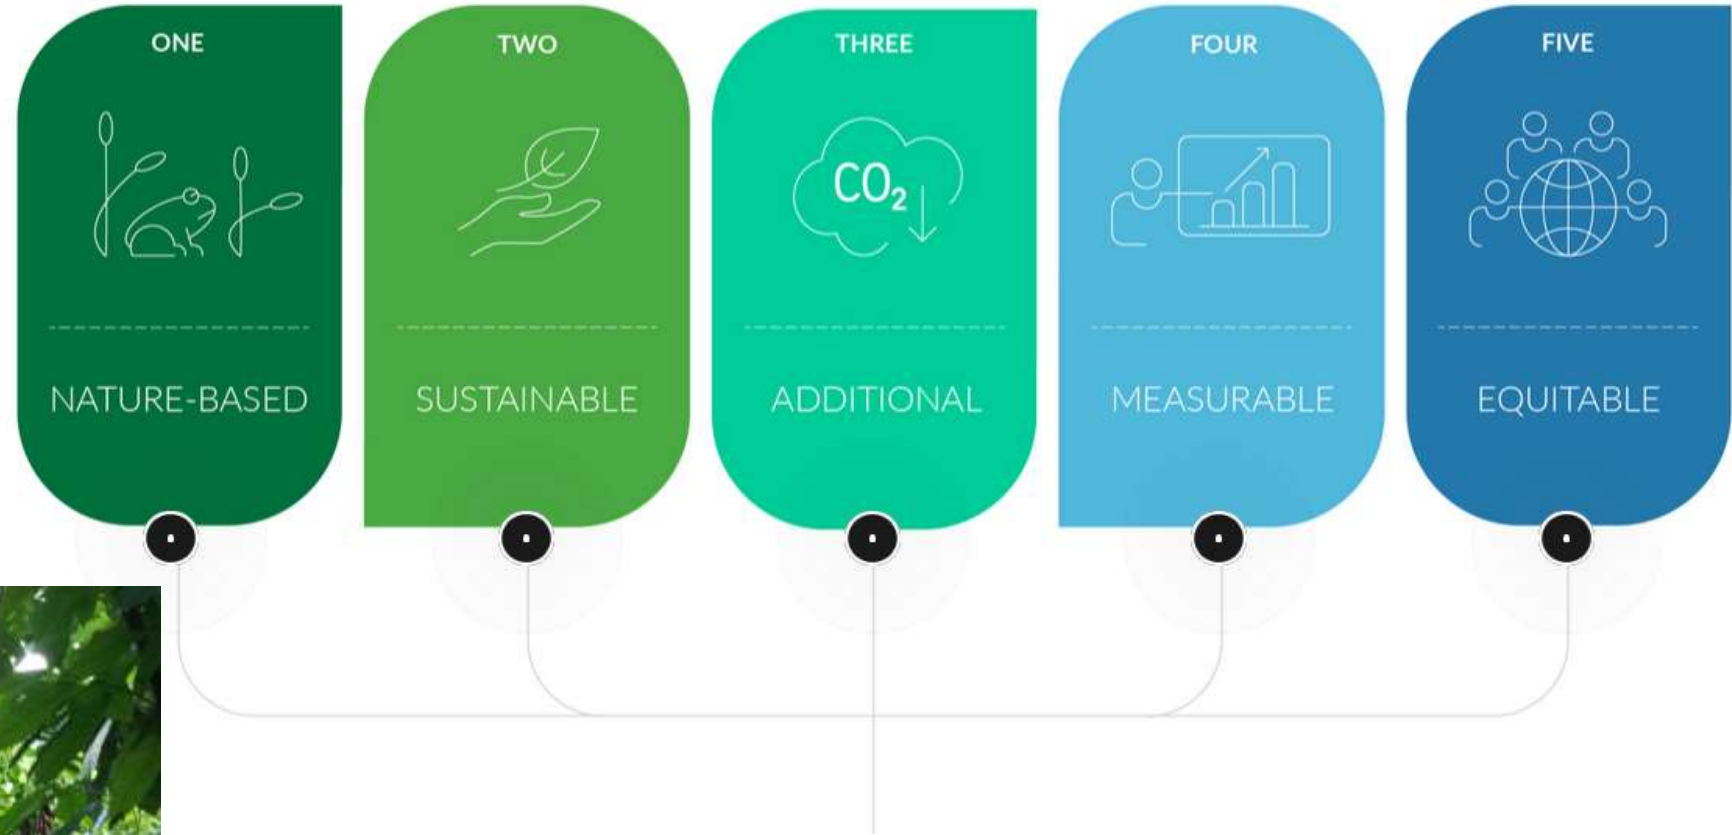 ONE
TWO
THREE
FOUR
FIVE
CO₂
NATURE-BASED
SUSTAINABLE
ADDITIONAL
MEASURABLE
EQUITABLE